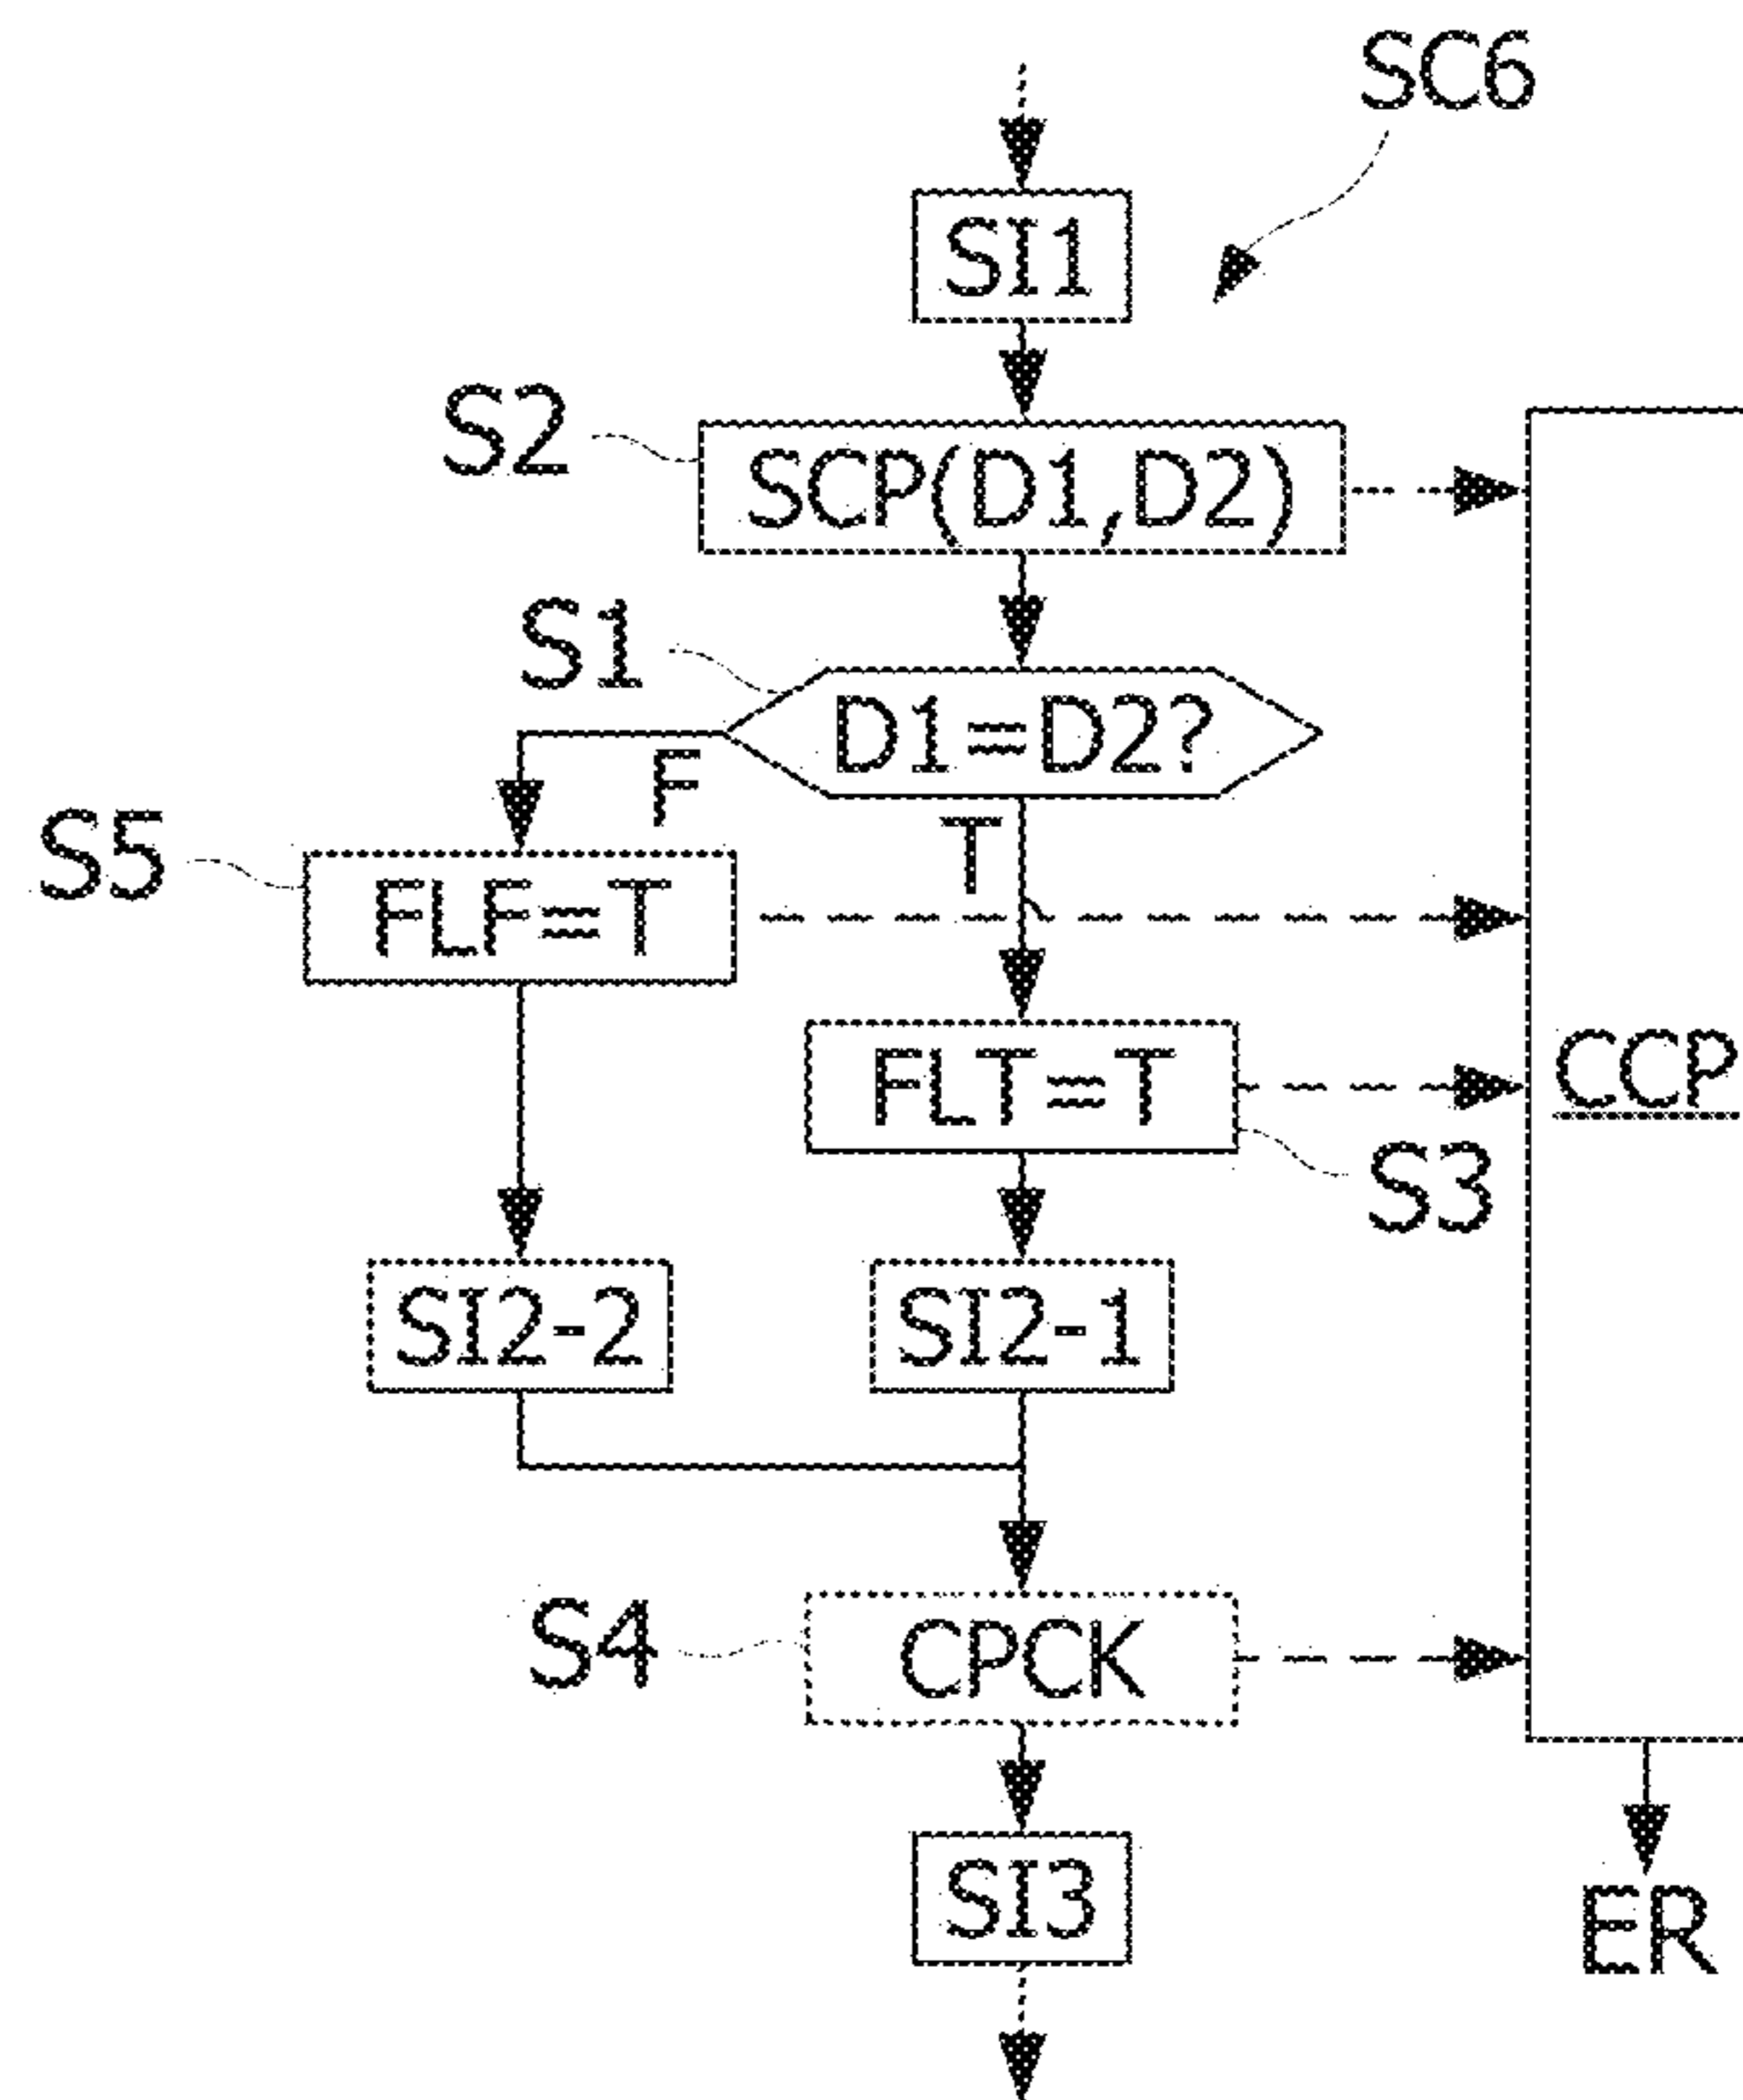 SC6
SI1
S2
SCP(D1,D2)
S1
D1=D2?
F
T
S5
FLF=T
FLT=T
CCP
S3
SI2-2
SI2-1
S4
CPCK
SI3
ER